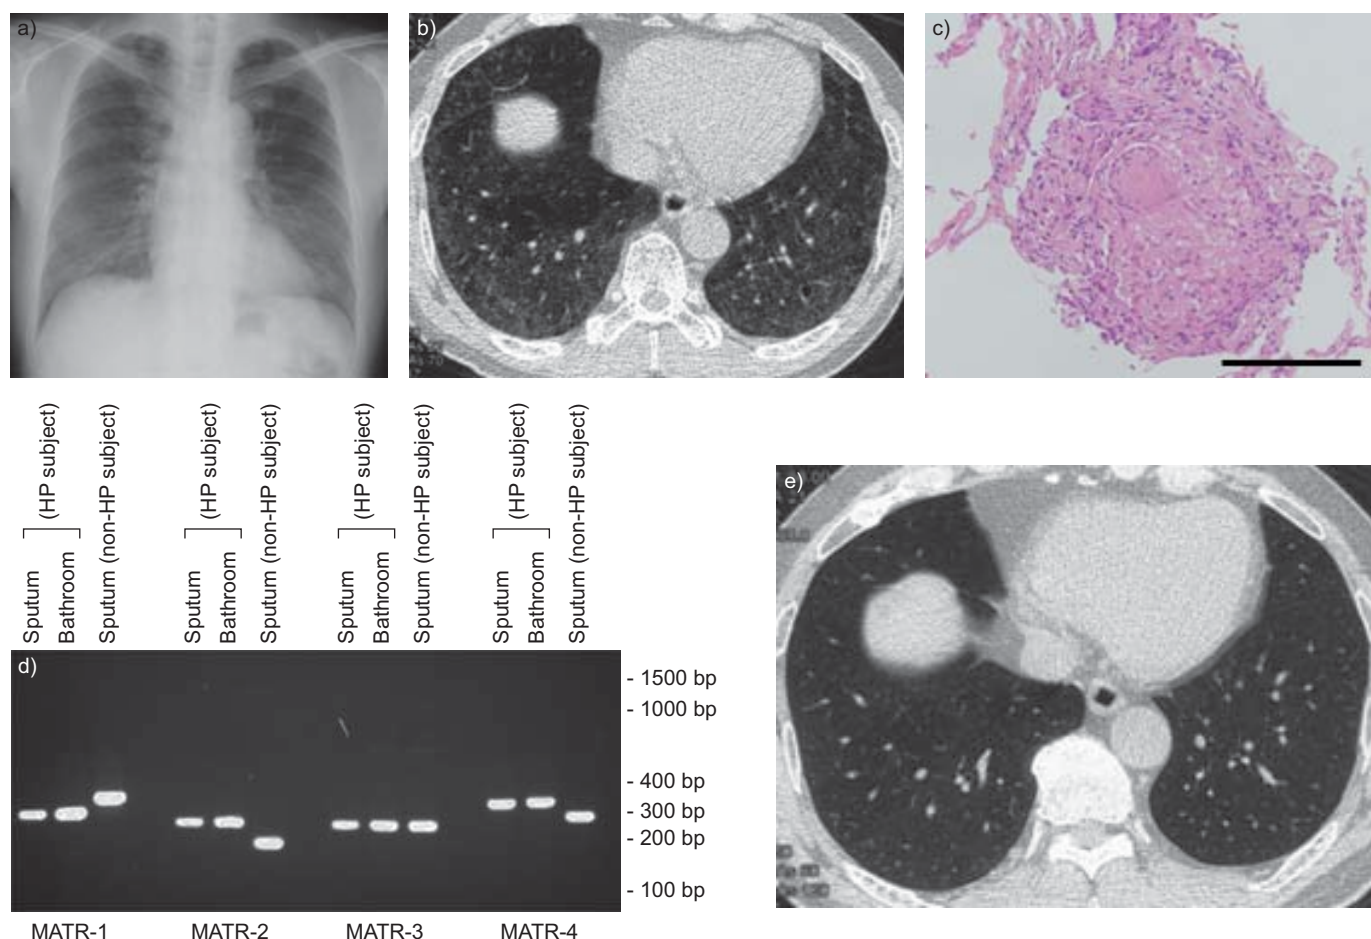 a)
b)
c)
Sputum
Bathroom
(HP subject)
Sputum (non-HP subject)
Sputum
Bathroom
(HP subject)
Sputum (non-HP subject)
Sputum
Bathroom
(HP subject)
Sputum (non-HP subject)
Sputum
Bathroom
(HP subject)
Sputum (non-HP subject)
d)
- 1500 bp
- 1000 bp
- 400 bp
- 300 bp
- 200 bp
- 100 bp
MATR-1
MATR-2
MATR-3
MATR-4
e)